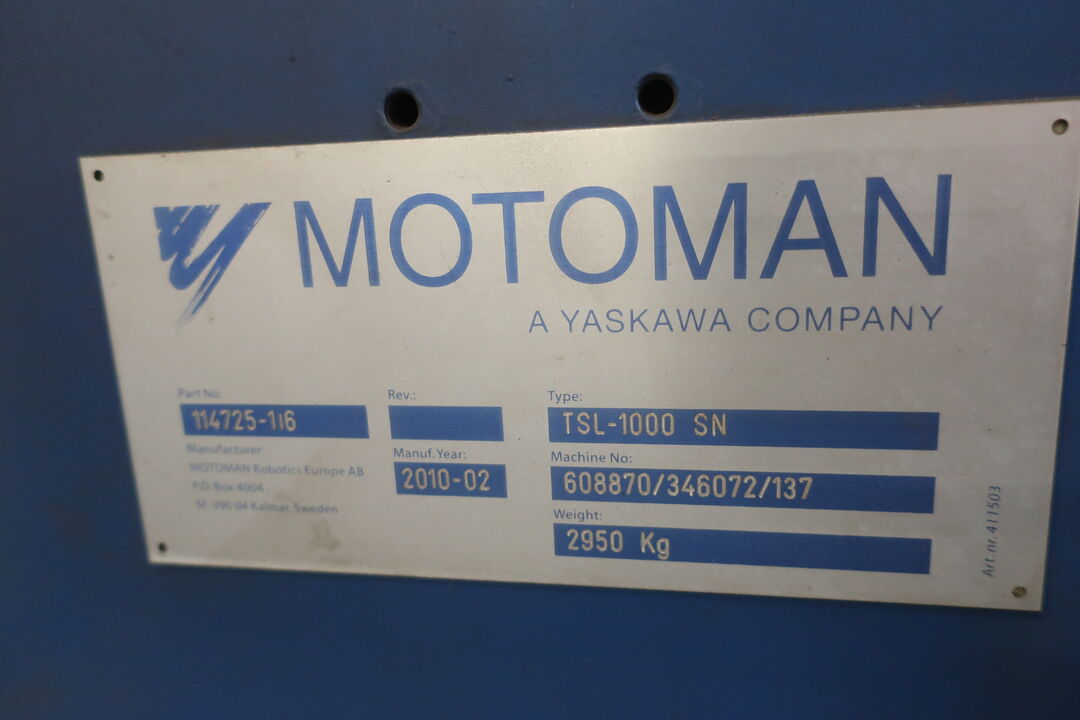 MOTOMAN
A YASKAWA COMPANY
Part No:
114725-116
Rev.:
Type:
TSL-1000 SN
Manufacturer:
MOTOMAN Robotics Europe AB
P.O. Box 4004
SE 390 04 Kalmar, Sweden
Manuf. Year:
2010-02
Machine No:
608870/346072/137
Weight:
2950 Kg
Art.nr. 411503